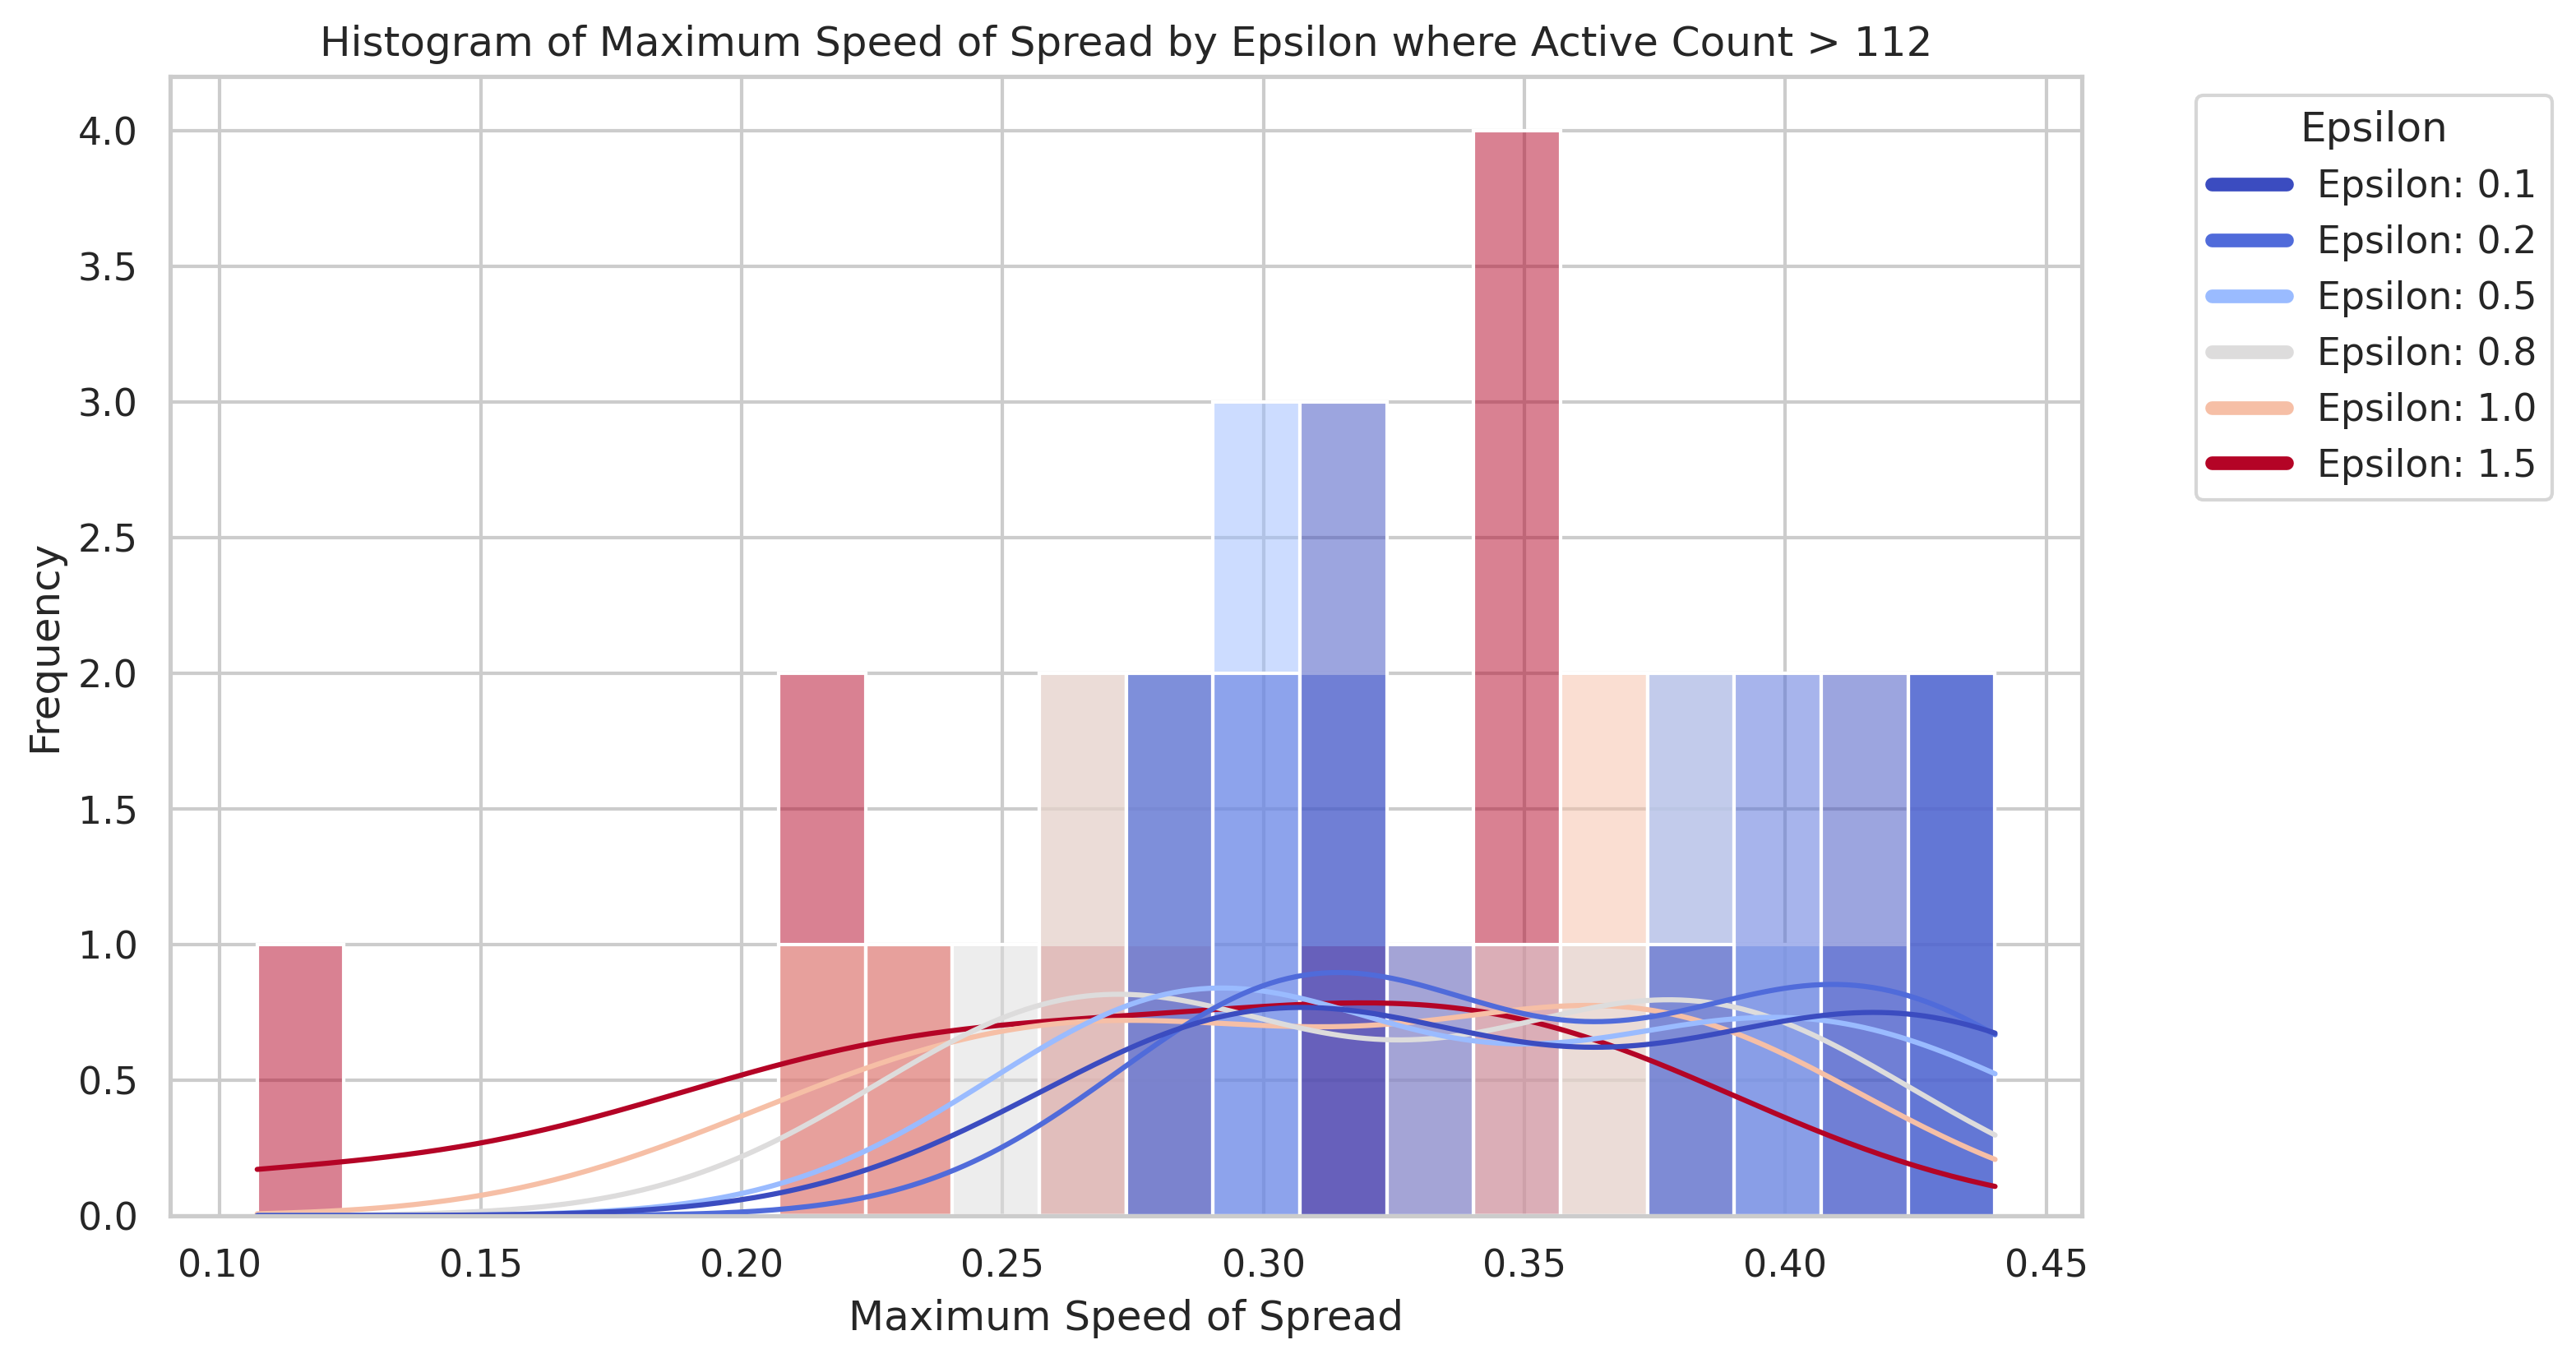 Histogram of Maximum Speed of Spread by Epsilon where Active Count > 112
Frequency
4.0
3.5
3.0
2.5
2.0
1.5
1.0
0.5
0.0
0.10 0.15 0.20 0.25 0.30 0.35 0.40 0.45
Maximum Speed of Spread
Epsilon
Epsilon: 0.1
Epsilon: 0.2
Epsilon: 0.5
Epsilon: 0.8
Epsilon: 1.0
Epsilon: 1.5